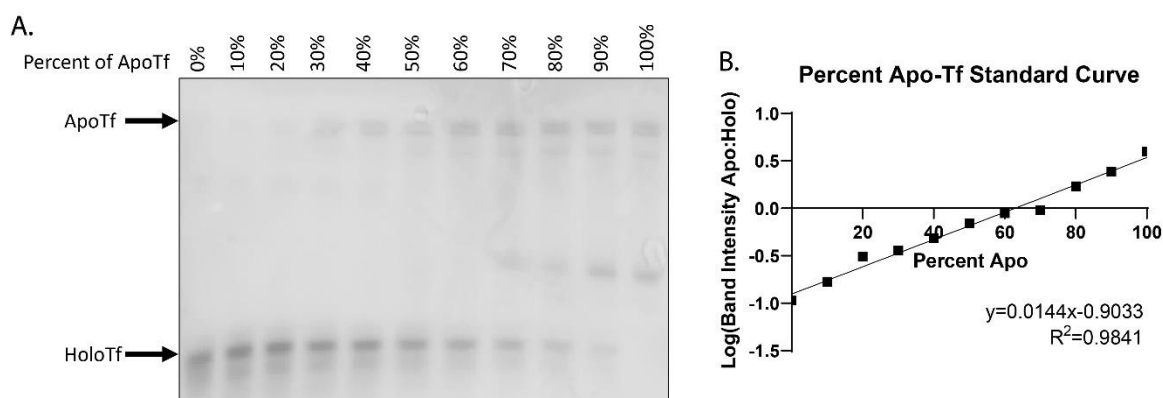 A.
Percent of ApoTf
0% 10% 20% 30% 40% 50% 60% 70% 80% 90% 100%
ApoTf
HoloTf
B.
Percent Apo-Tf Standard Curve
Log(Band Intensity Apo:Holo)
1.0
0.5
0.0
-0.5
-1.0
-1.5
20 40 60 80 100
Percent Apo
y=0.0144x-0.9033
R²=0.9841